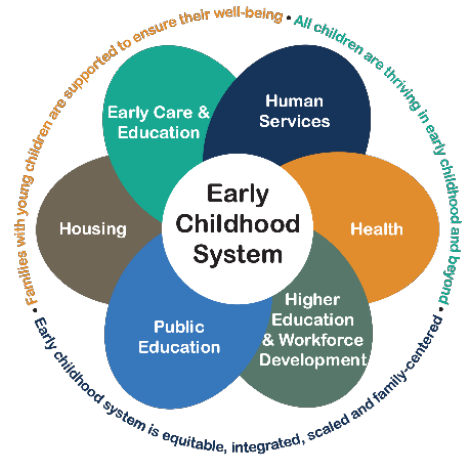 Families with young children are supported to ensure their well-being •
All children are thriving in early childhood and beyond •
Early childhood system is equitable, integrated, scaled and family-centered •
Early Care &
Education
Human
Services
Housing
Early
Childhood
System
Health
Public
Education
Higher
Education
& Workforce
Development